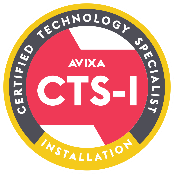 CERTIFIED TECHNOLOGY SPECIALIST
AVIXA
CTS-I
INSTALLATION